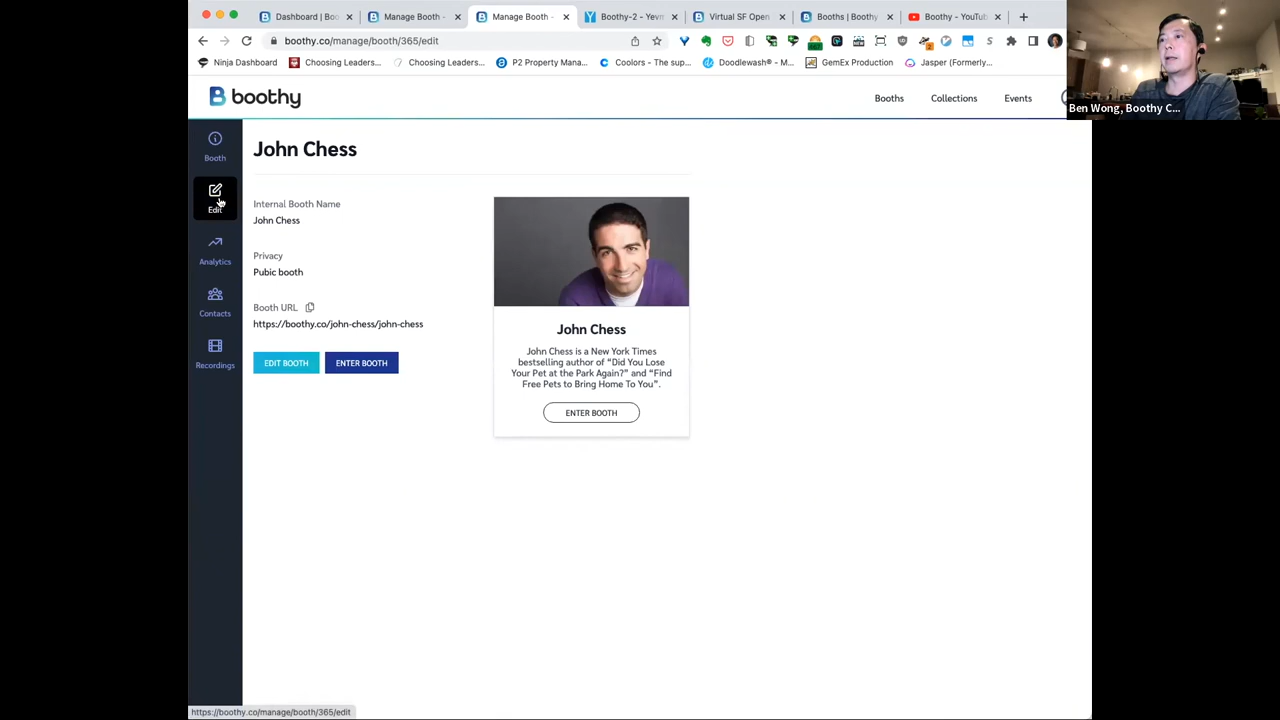 Dashboard | Boo
Manage Booth -
Manage Booth -
Boothy-2 - Yevm
Virtual SF Open
Booths | Boothy
Boothy - YouTub
boothy.co/manage/booth/365/edit
Ninja Dashboard
Choosing Leaders...
Choosing Leaders...
P2 Property Mana...
Coolors - The sup...
Doodlewash® - M...
GemEx Production
Jasper (Formerly...
Ben Wong, Boothy C...
boothy
Booths
Collections
Events
Booth
Edit
Analytics
Contacts
Recordings
John Chess
Internal Booth Name
John Chess
Privacy
Pubic booth
Booth URL
https://boothy.co/john-chess/john-chess
EDIT BOOTH
ENTER BOOTH
John Chess
John Chess is a New York Times
bestselling author of “Did You Lose
Your Pet at the Park Again?” and “Find
Free Pets to Bring Home To You”.
ENTER BOOTH
https://boothy.co/manage/booth/365/edit